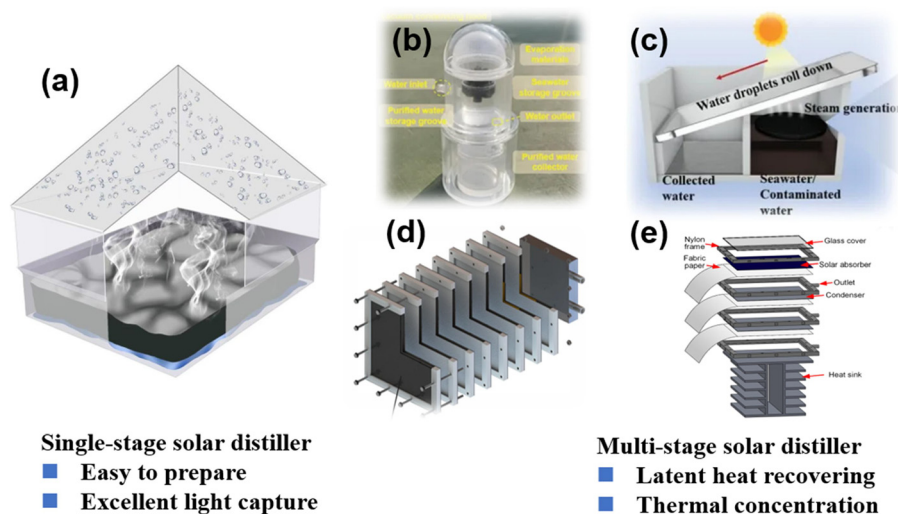 (a)
(b)
Evaporation
materials
Water inlet
Seawater
storage groove
Purified water
storage groove
Water outlet
Purified water
collector
(c)
Water droplets roll down
Steam generation
Collected
water
Seawater/
Contaminated
water
(d)
(e)
Nylon
frame
Glass cover
Fabric
paper
Solar absorber
Outlet
Condenser
Heat sink
Single-stage solar distiller
Easy to prepare
Excellent light capture
Multi-stage solar distiller
Latent heat recovering
Thermal concentration